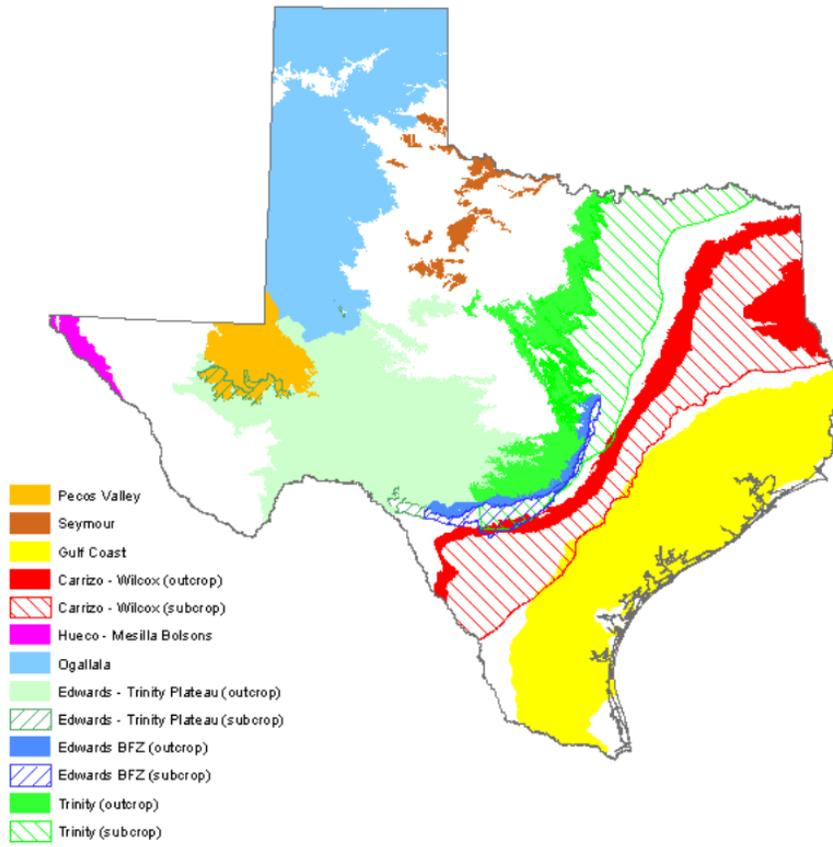 Pecos Valley
Seymour
Gulf Coast
Carrizo - Wilcox (outcrop)
Carrizo - Wilcox (subcrop)
Hueco - Mesilla Bolsons
Ogallala
Edwards - Trinity Plateau (outcrop)
Edwards - Trinity Plateau (subcrop)
Edwards BFZ (outcrop)
Edwards BFZ (subcrop)
Trinity (outcrop)
Trinity (subcrop)